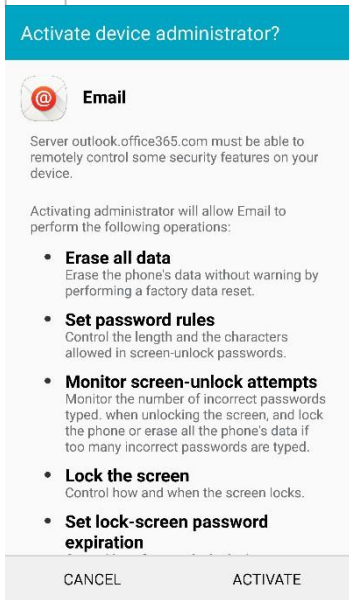 Activate device administrator?
@
Email
Server outlook.office365.com must be able to
remotely control some security features on your
device.
Activating administrator will allow Email to
perform the following operations:
• Erase all data
Erase the phone's data without warning by
performing a factory data reset.
• Set password rules
Control the length and the characters
allowed in screen-unlock passwords.
• Monitor screen-unlock attempts
Monitor the number of incorrect passwords
typed. when unlocking the screen, and lock
the phone or erase all the phone's data if
too many incorrect passwords are typed.
• Lock the screen
Control how and when the screen locks.
• Set lock-screen password
expiration
CANCEL
ACTIVATE